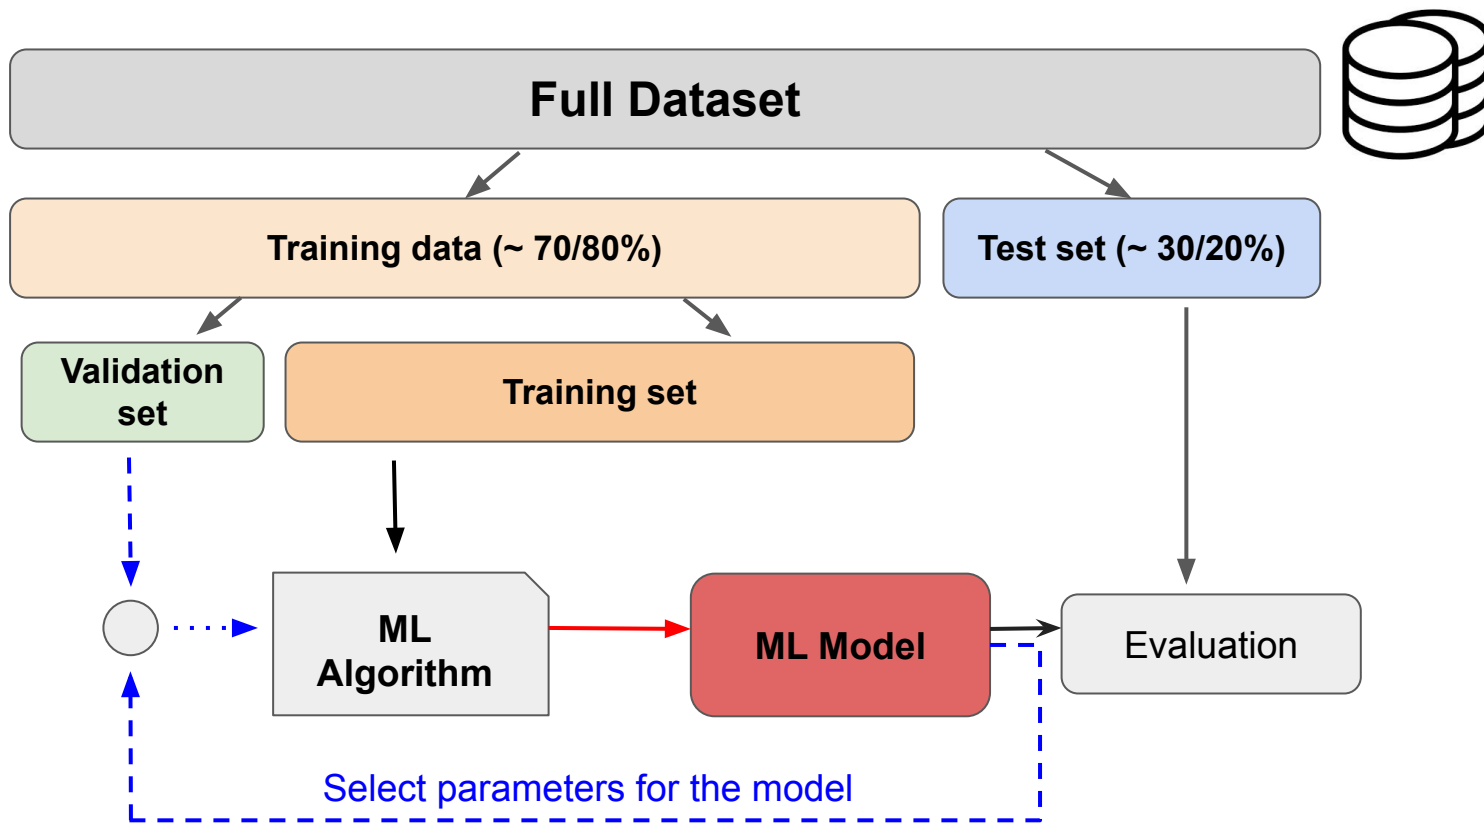 Full Dataset
Training data (~ 70/80%)
Test set (~ 30/20%)
Validation
set
Training set
ML
Algorithm
ML Model
Evaluation
Select parameters for the model